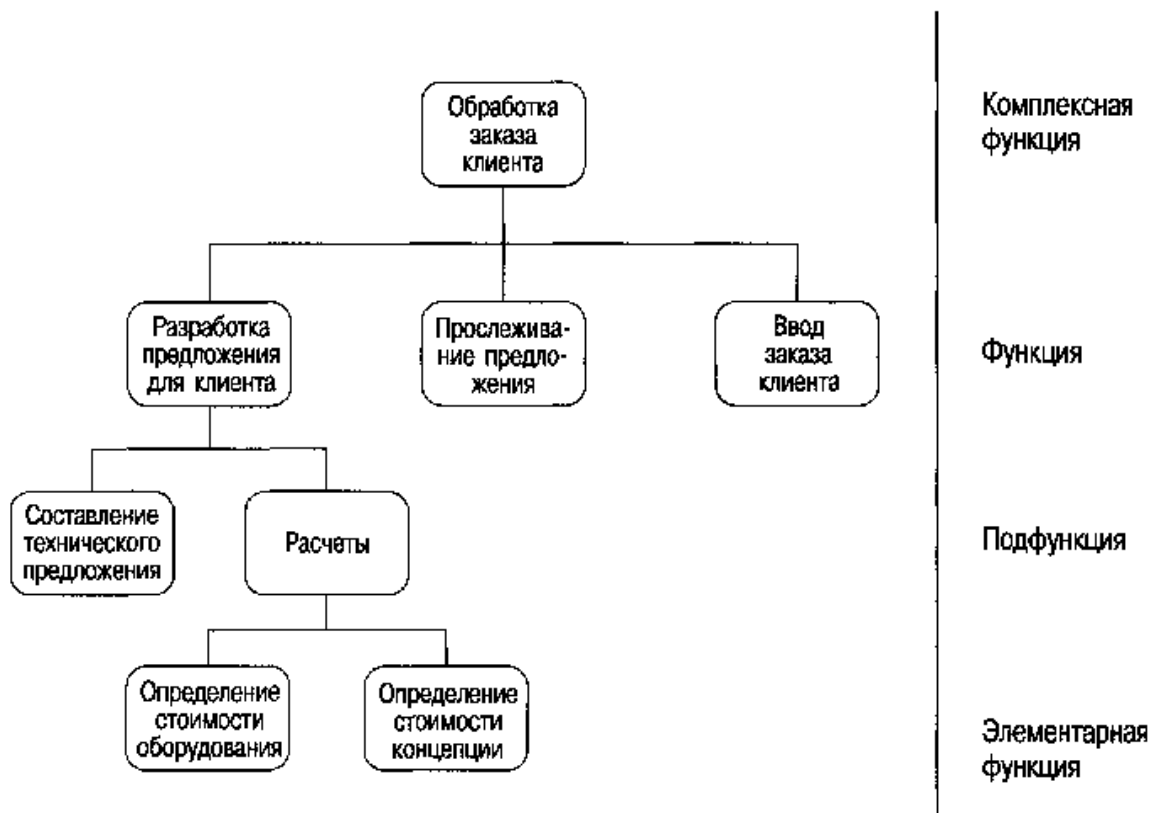 Обработка
заказа
клиента
Комплексная
функция
Разработка
предложения
для клиента
Прослежива-
ние предло-
жения
Ввод
заказа
клиента
Функция
Составление
технического
предложения
Расчеты
Подфункция
Определение
стоимости
оборудования
Определение
стоимости
концепции
Элементарная
функция